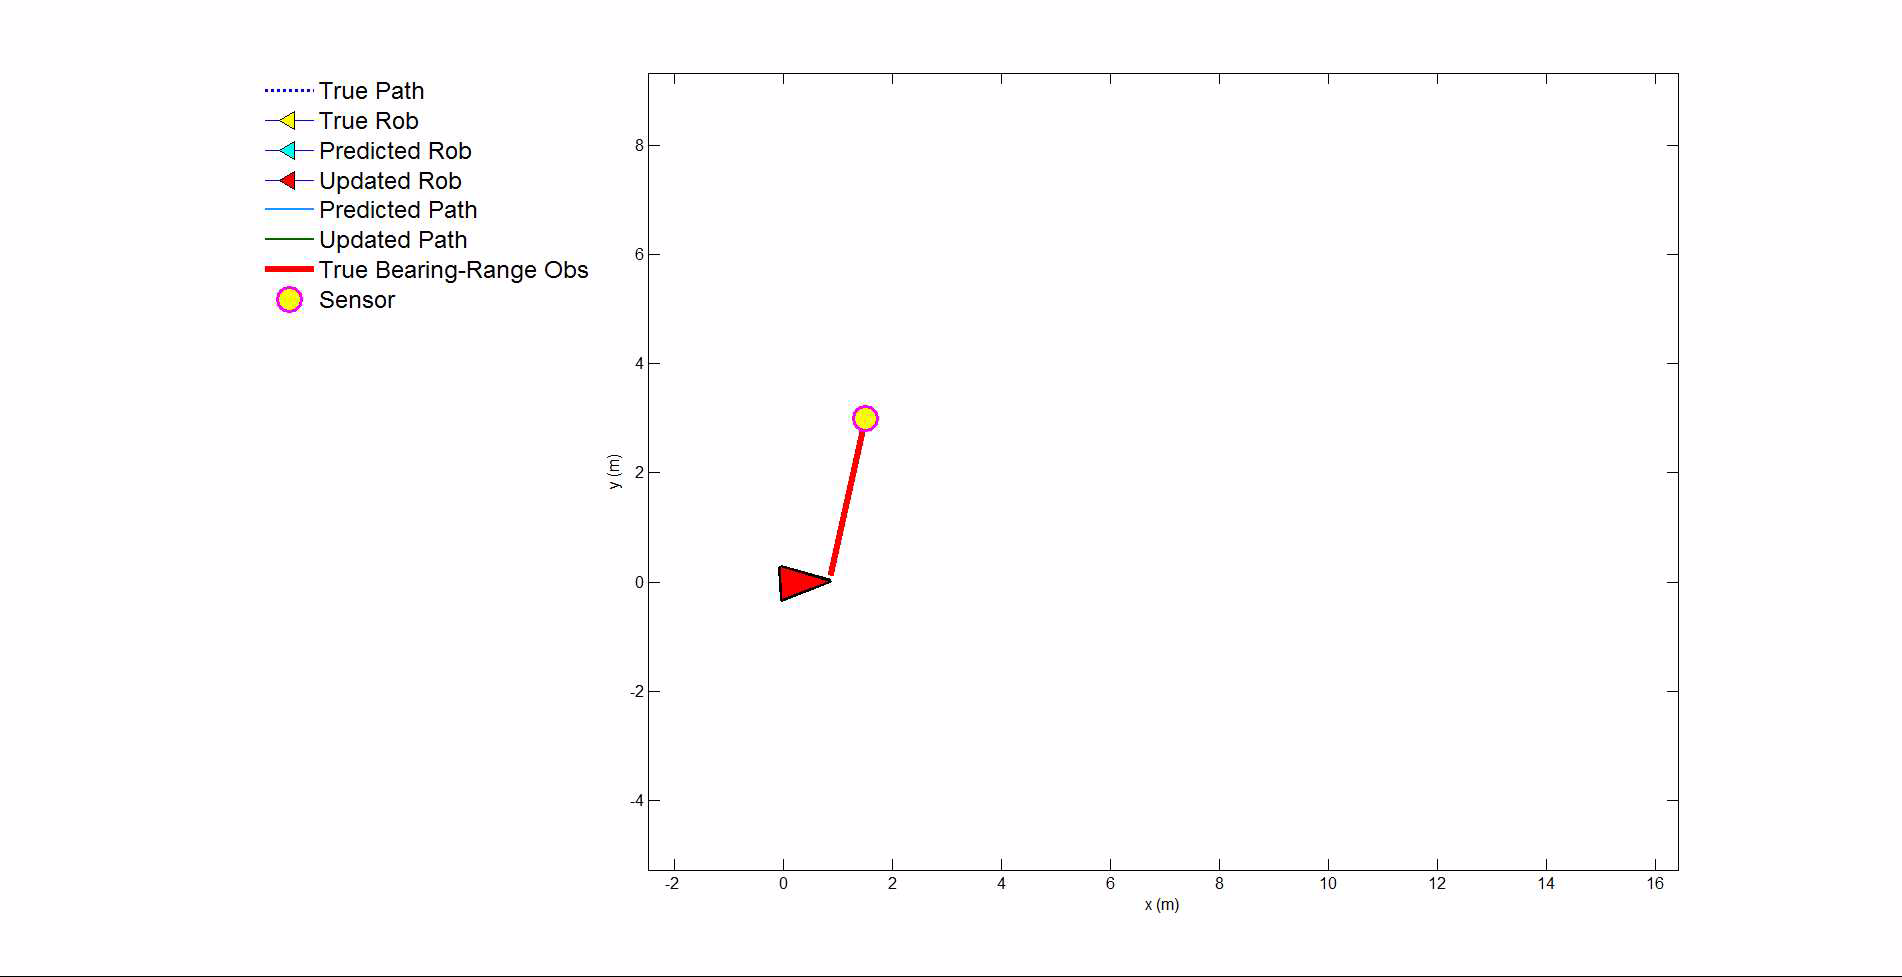 True Path
True Rob
Predicted Rob
Updated Rob
Predicted Path
Updated Path
True Bearing-Range Obs
Sensor
8
6
4
2
0
-2
-4
y (m)
-2 0 2 4 6 8 10 12 14 16
x (m)